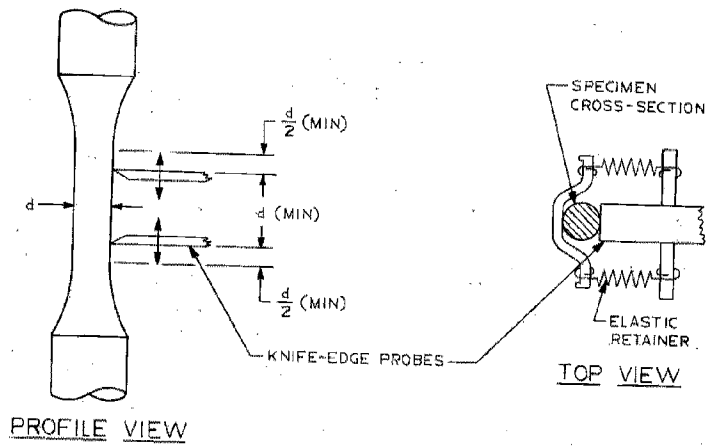 d/2 (MIN)
d
d (MIN)
d/2 (MIN)
KNIFE-EDGE PROBES
PROFILE VIEW
SPECIMEN
CROSS-SECTION
ELASTIC
RETAINER
TOP VIEW